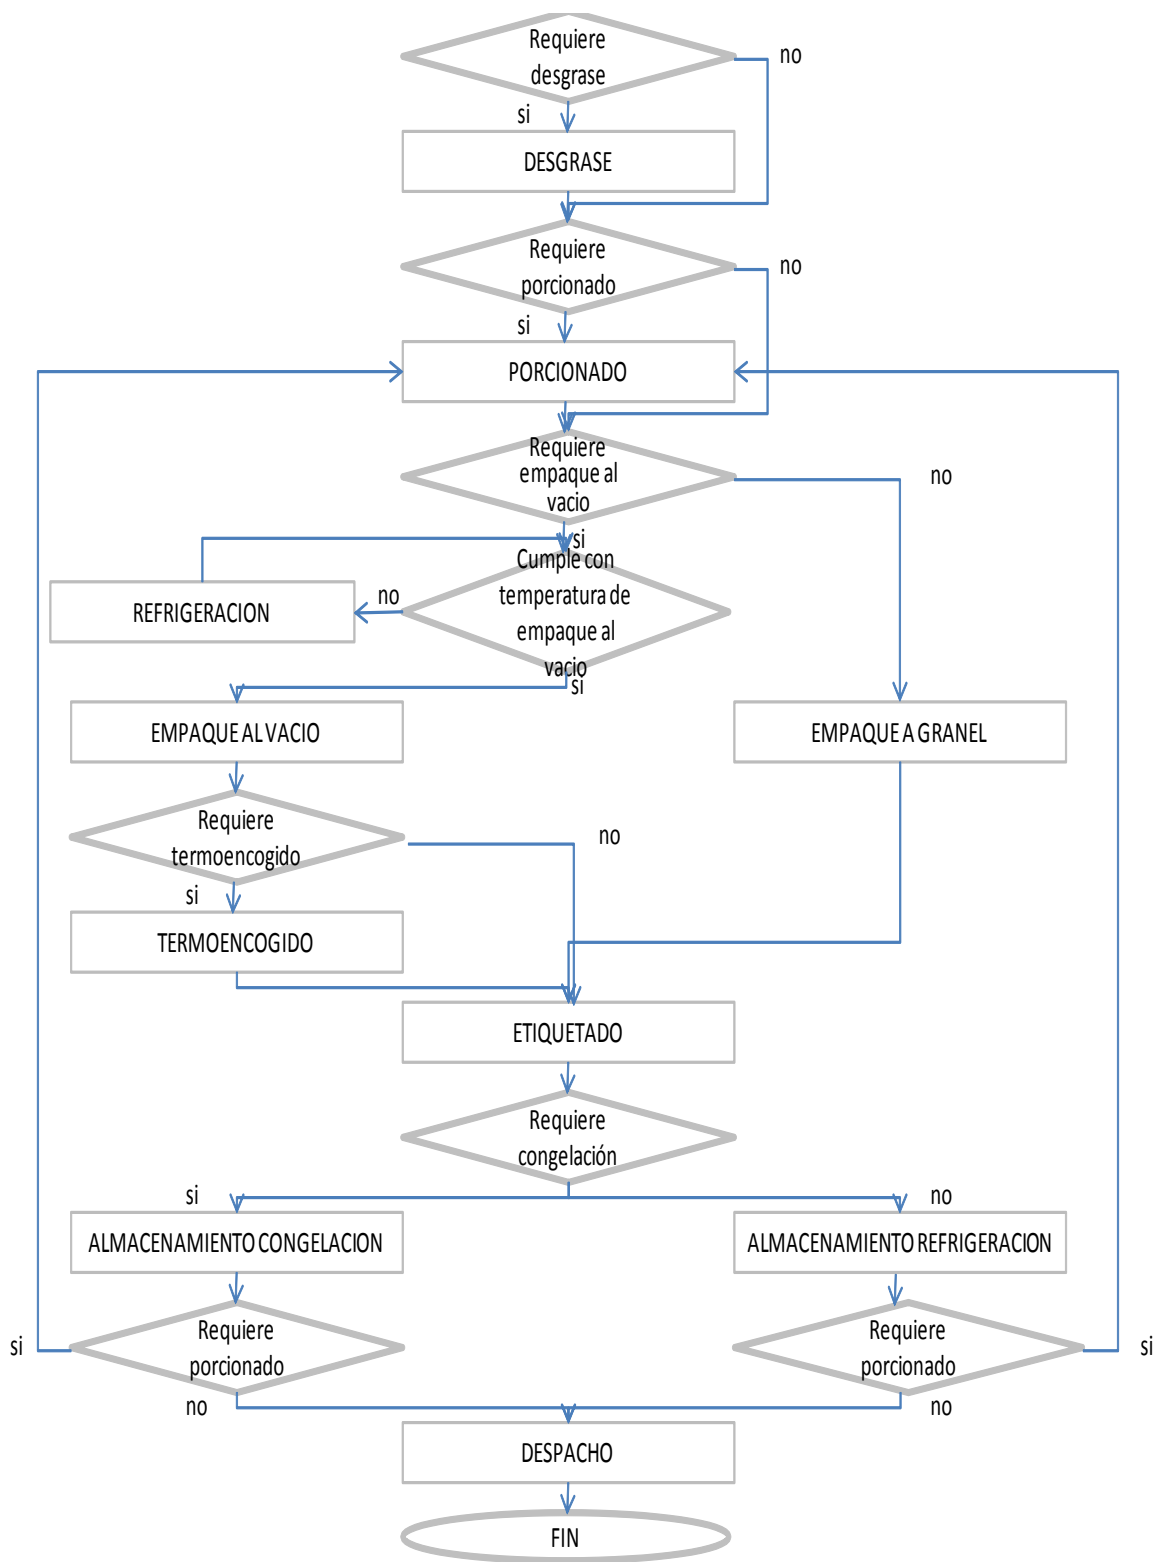 Requiere
desgrase
no
si
DESGRASE
Requiere
porcionado
no
si
PORCIONADO
Requiere
empaque al
vacio
no
si
Cumple con
temperatura de
empaque al
vacio
no
REFRIGERACION
si
EMPAQUE AL VACIO
EMPAQUE A GRANEL
Requiere
termoencogido
no
si
TERMOENCOGIDO
ETIQUETADO
Requiere
congelación
si
no
ALMACENAMIENTO CONGELACION
ALMACENAMIENTO REFRIGERACION
Requiere
porcionado
si
Requiere
porcionado
si
no
no
DESPACHO
FIN